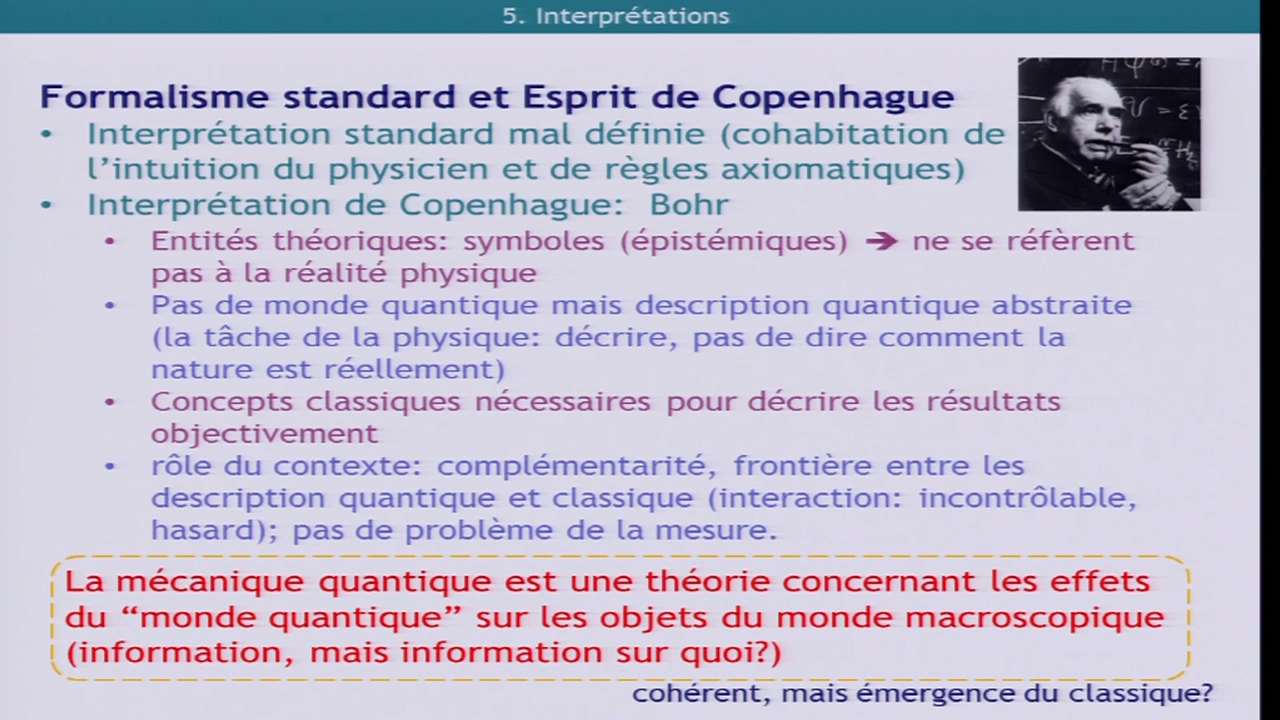 5. Interprétations
Formalisme standard et Esprit de Copenhague
• Interprétation standard mal définie (cohabitation de
l’intuition du physicien et de règles axiomatiques)
• Interprétation de Copenhague: Bohr
• Entités théoriques: symboles (épistémiques) ➔ ne se réfèrent
pas à la réalité physique
• Pas de monde quantique mais description quantique abstraite
(la tâche de la physique: décrire, pas de dire comment la
nature est réellement)
• Concepts classiques nécessaires pour décrire les résultats
objectivement
• rôle du contexte: complémentarité, frontière entre les
description quantique et classique (interaction: incontrôlable,
hasard); pas de problème de la mesure.
La mécanique quantique est une théorie concernant les effets
du “monde quantique” sur les objets du monde macroscopique
(information, mais information sur quoi?)
cohérent, mais émergence du classique?